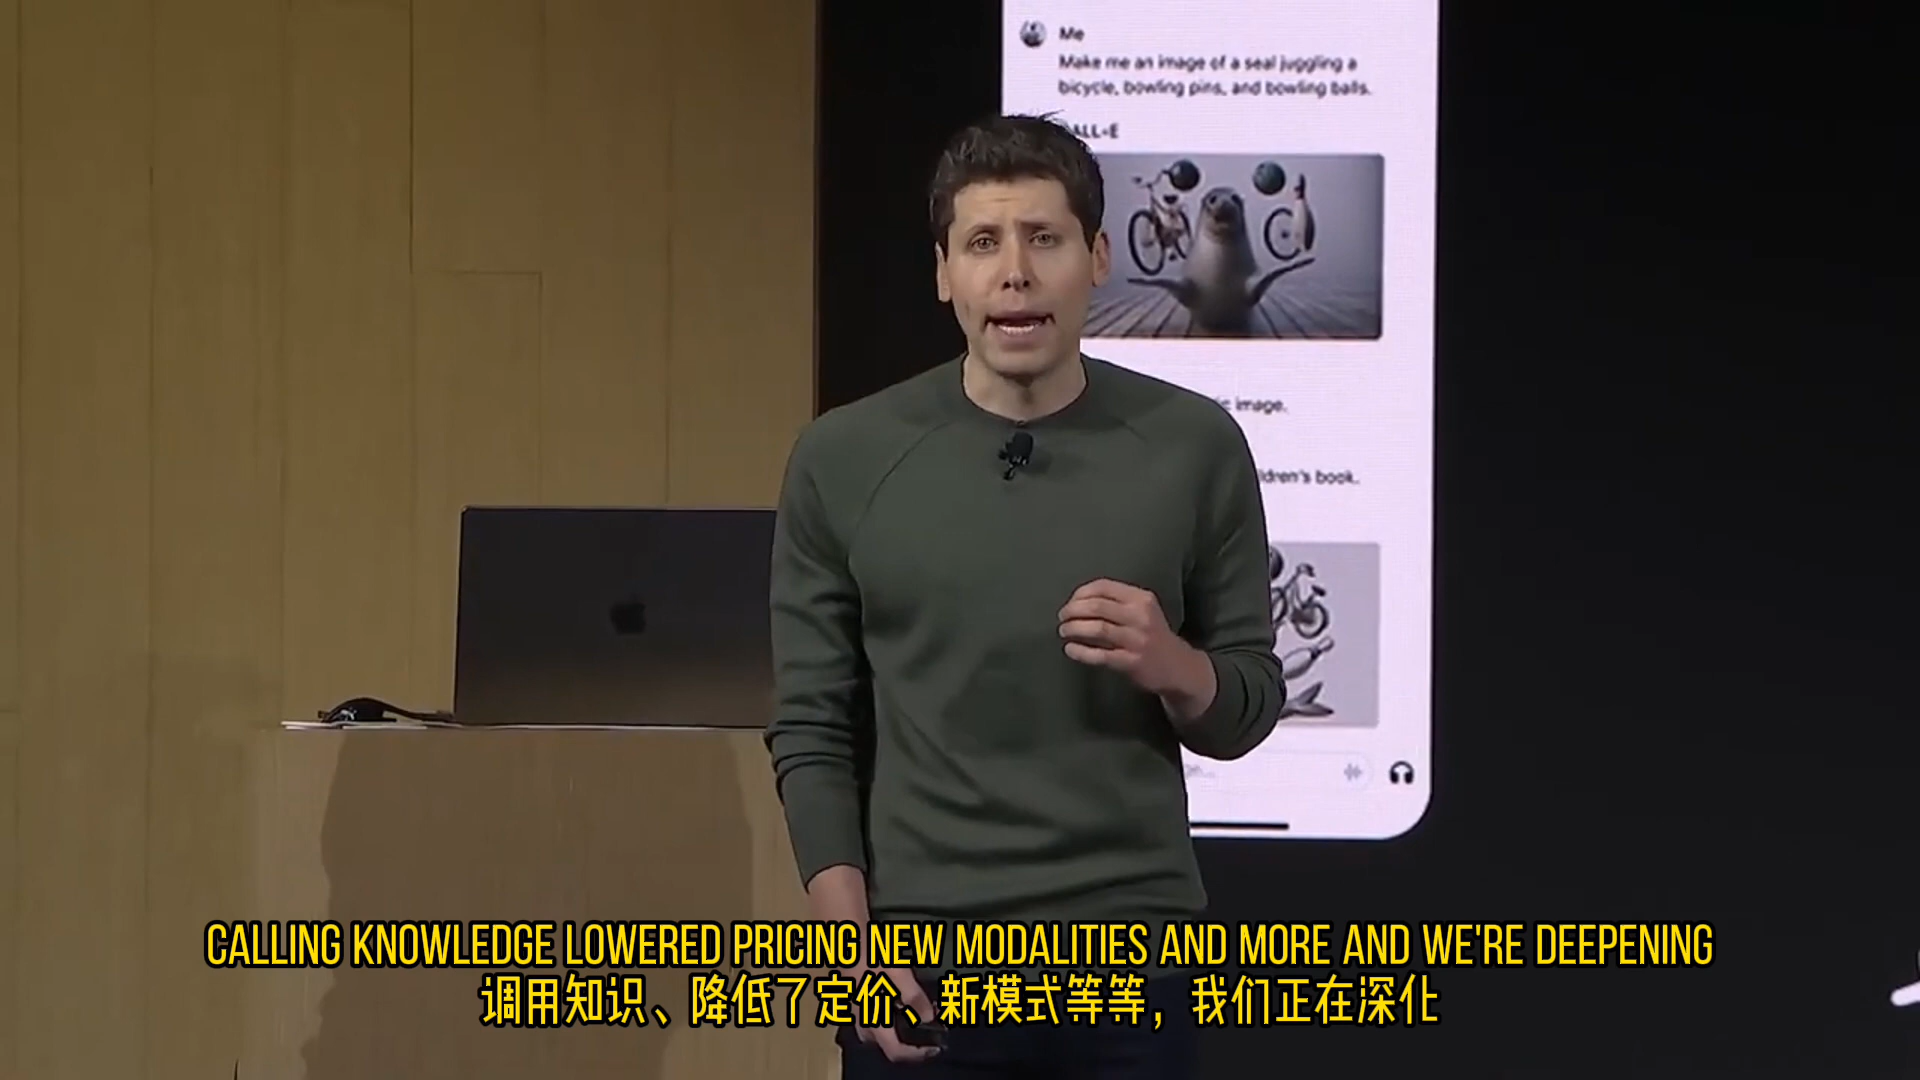 Me
Make me an image of a seal juggling a
bicycle, bowling pins, and bowling balls.
ALL·E
image.
ldren's book.
CALLING KNOWLEDGE LOWERED PRICING NEW MODALITIES AND MORE AND WE'RE DEEPENING
调用知识、降低了定价、新模式等等，我们正在深化